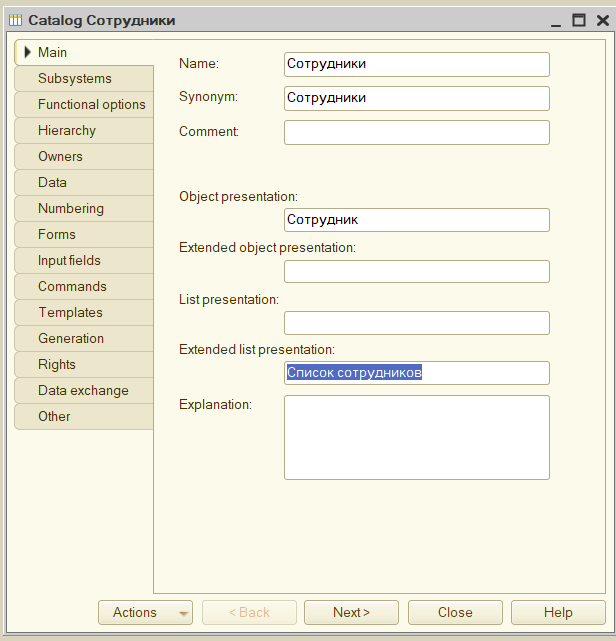 Catalog Сотрудники
Main
Subsystems
Functional options
Hierarchy
Owners
Data
Numbering
Forms
Input fields
Commands
Templates
Generation
Rights
Data exchange
Other
Name: Сотрудники
Synonym: Сотрудники
Comment:
Object presentation:
Сотрудник
Extended object presentation:
List presentation:
Extended list presentation:
Список сотрудников
Explanation:
Actions < Back Next > Close Help